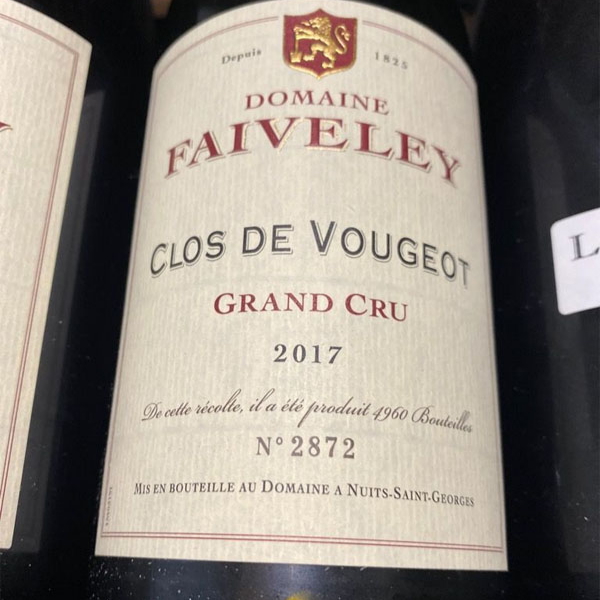 Depuis 1825
DOMAINE
FAIVELEY
CLOS DE VOUGEOT
GRAND CRU
2017
De cette récolte, il a été produit 4960 Bouteilles
N° 2872
MIS EN BOUTEILLE AU DOMAINE A NUITS-SAINT-GEORGES
L